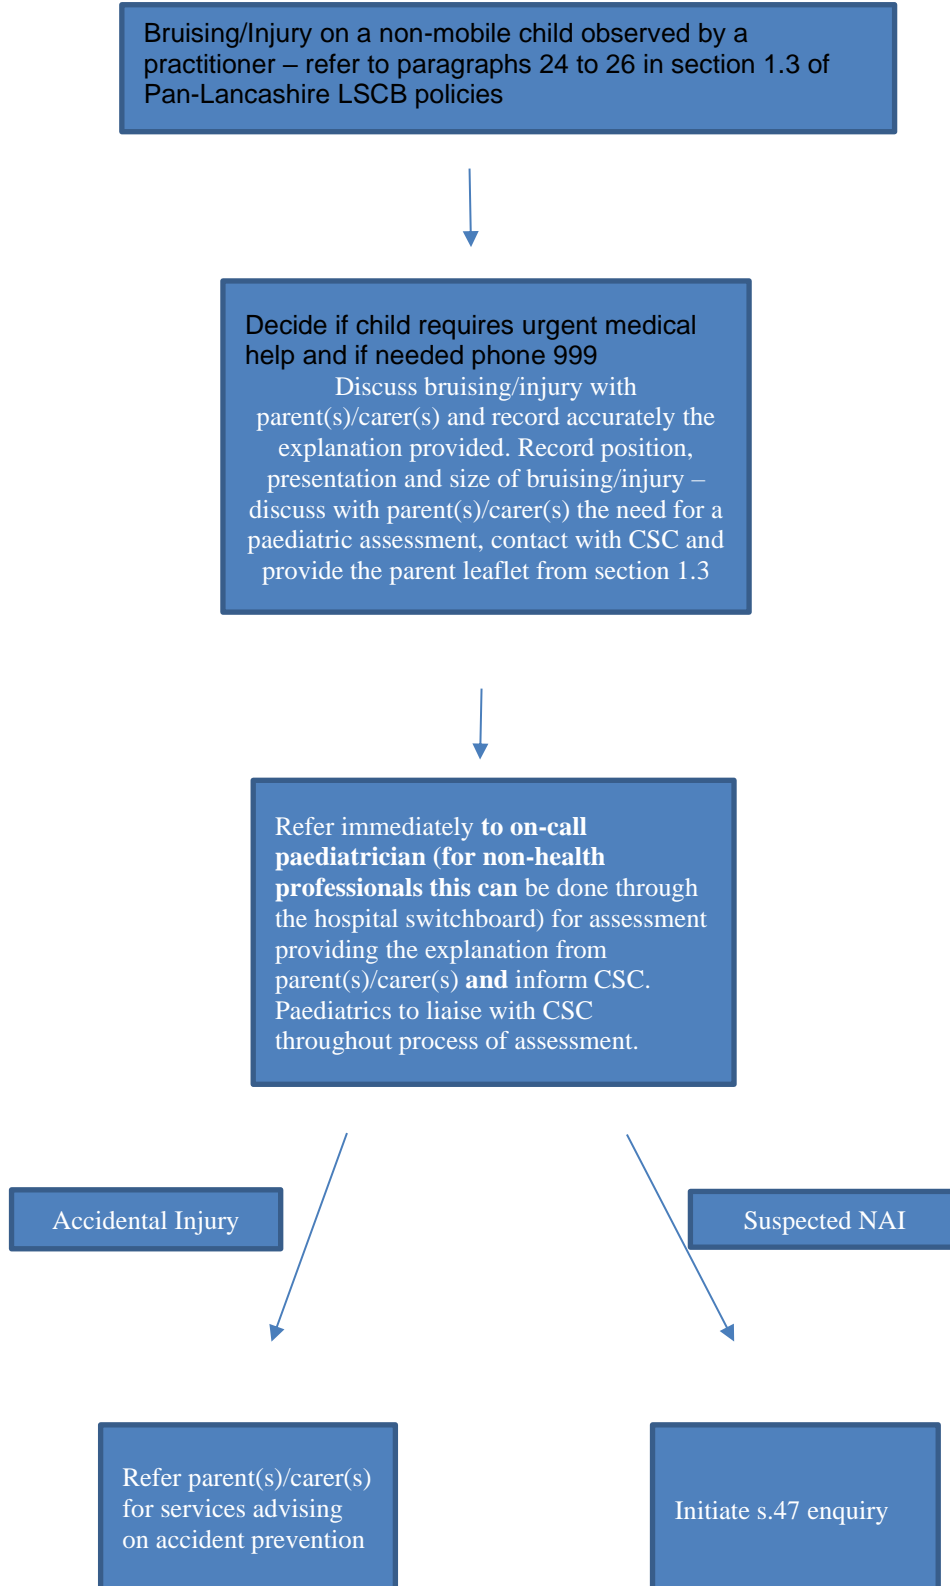 Bruising/Injury on a non-mobile child observed by a
practitioner – refer to paragraphs 24 to 26 in section 1.3 of
Pan-Lancashire LSCB policies
Decide if child requires urgent medical
help and if needed phone 999
Discuss bruising/injury with
parent(s)/carer(s) and record accurately the
explanation provided. Record position,
presentation and size of bruising/injury –
discuss with parent(s)/carer(s) the need for a
paediatric assessment, contact with CSC and
provide the parent leaflet from section 1.3
Refer immediately to on-call
paediatrician (for non-health
professionals this can be done through
the hospital switchboard) for assessment
providing the explanation from
parent(s)/carer(s) and inform CSC.
Paediatrics to liaise with CSC
throughout process of assessment.
Accidental Injury
Suspected NAI
Refer parent(s)/carer(s)
for services advising
on accident prevention
Initiate s.47 enquiry